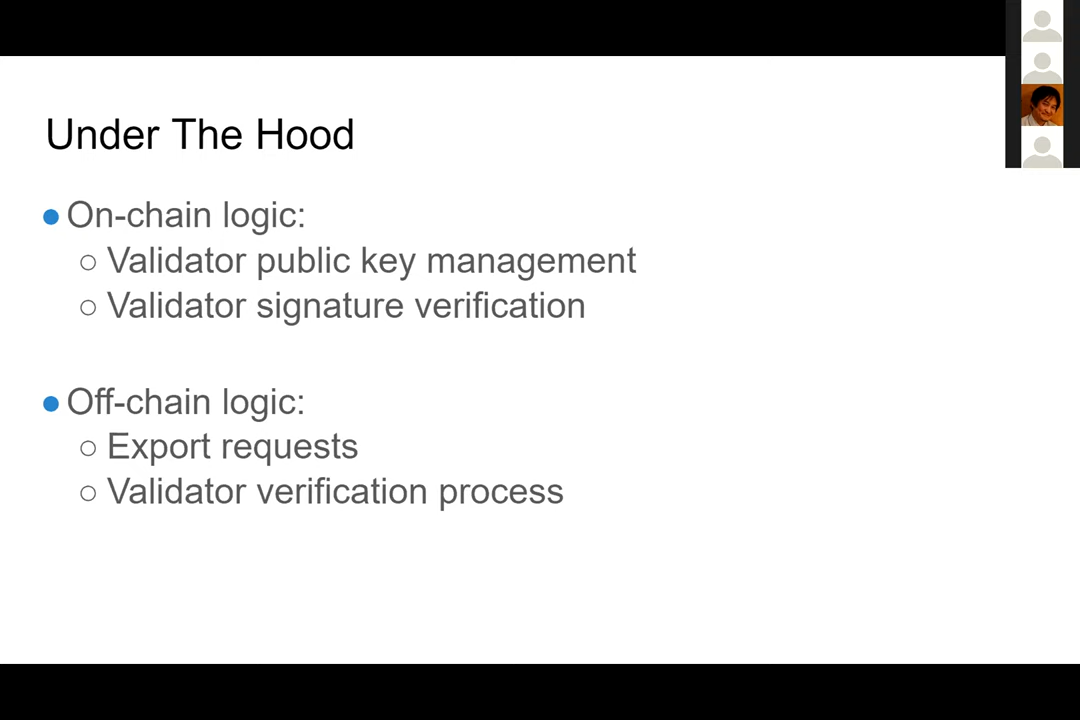 Under The Hood
● On-chain logic:
○ Validator public key management
○ Validator signature verification
● Off-chain logic:
○ Export requests
○ Validator verification process